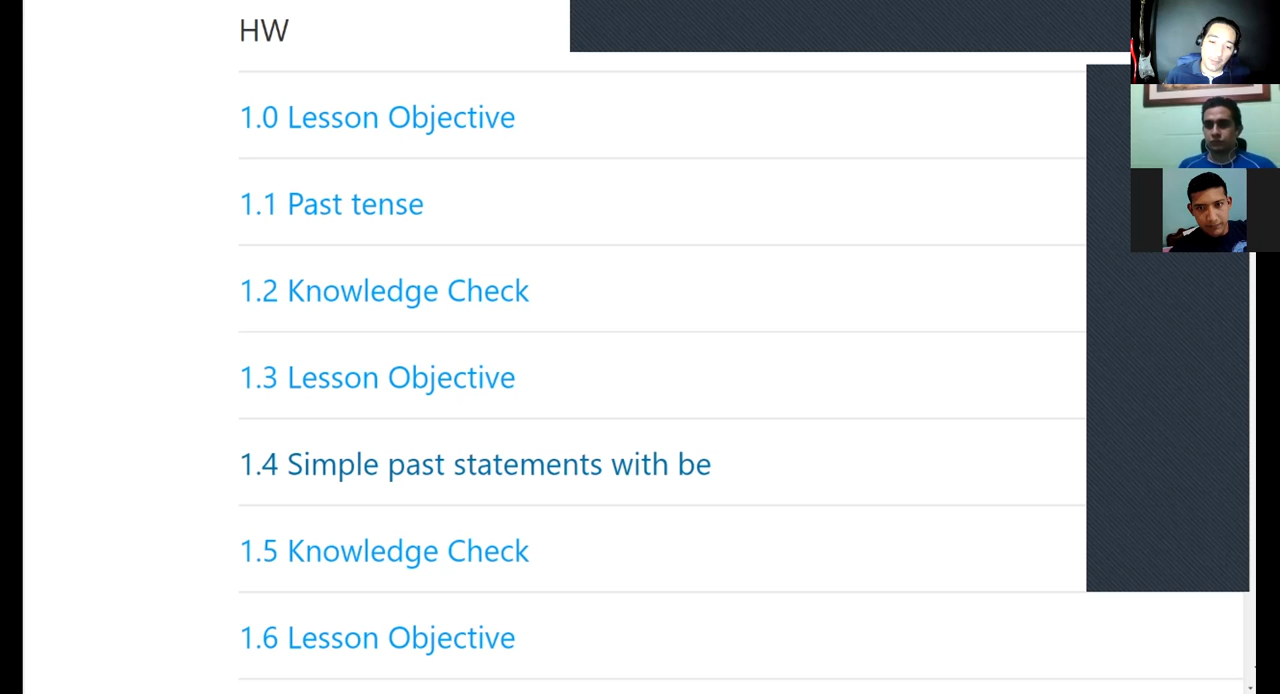 HW
1.0 Lesson Objective
1.1 Past tense
1.2 Knowledge Check
1.3 Lesson Objective
1.4 Simple past statements with be
1.5 Knowledge Check
1.6 Lesson Objective